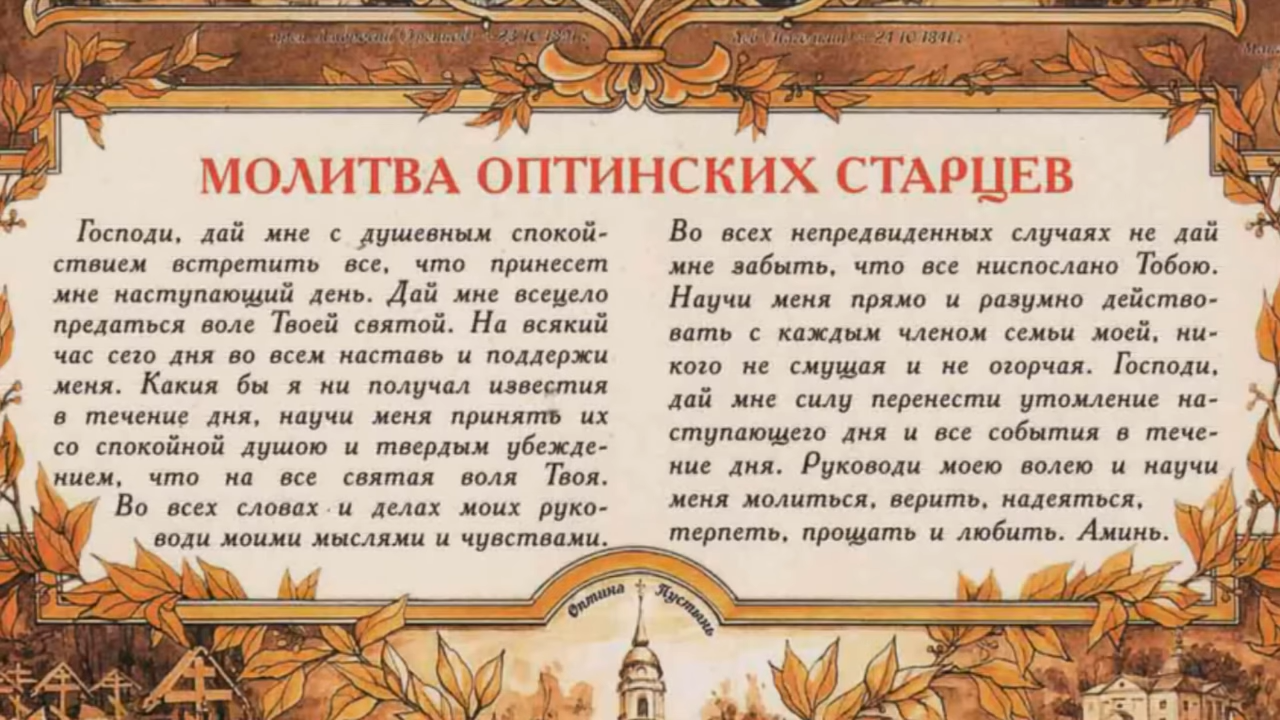 МОЛИТВА ОПТИНСКИХ СТАРЦЕВ
Господи, дай мне с душевным спокой-
ствием встретить все, что принесет
мне наступающий день. Дай мне всецело
предаться воле Твоей святой. На всякий
час сего дня во всем наставь и поддержи
меня. Какия бы я ни получал известия
в течение дня, научи меня принять их
со спокойной душою и твердым убежде-
нием, что на все святая воля Твоя.
Во всех словах и делах моих руко-
води моими мыслями и чувствами.
Во всех непредвиденных случаях не дай
мне забыть, что все ниспослано Тобою.
Научи меня прямо и разумно действо-
вать с каждым членом семьи моей, ни-
кого не смущая и не огорчая. Господи,
дай мне силу перенести утомление на-
ступающего дня и все события в тече-
ние дня. Руководи моею волею и научи
меня молиться, верить, надеяться,
терпеть, прощать и любить. Аминь.
Оптина Пустынь